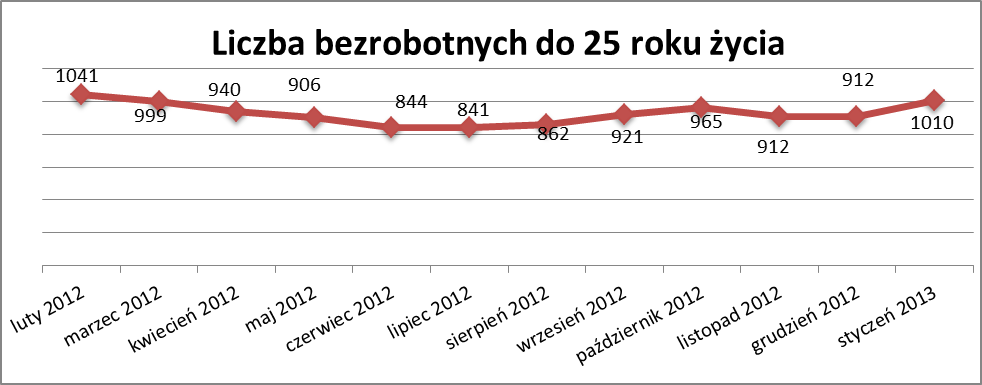 Liczba bezrobotnych do 25 roku życia
1041
999
940
906
844
841
862
921
965
912
912
1010
luty 2012
marzec 2012
kwiecień 2012
maj 2012
czerwiec 2012
lipiec 2012
sierpień 2012
wrzesień 2012
październik 2012
listopad 2012
grudzień 2012
styczeń 2013